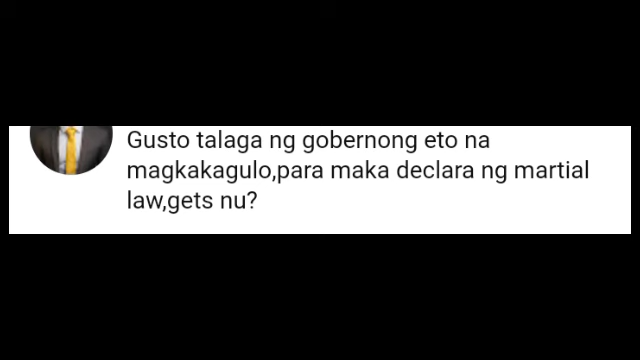 Gusto talaga ng gobernong eto na
magkakagulo,para maka declara ng martial
law,gets nu?